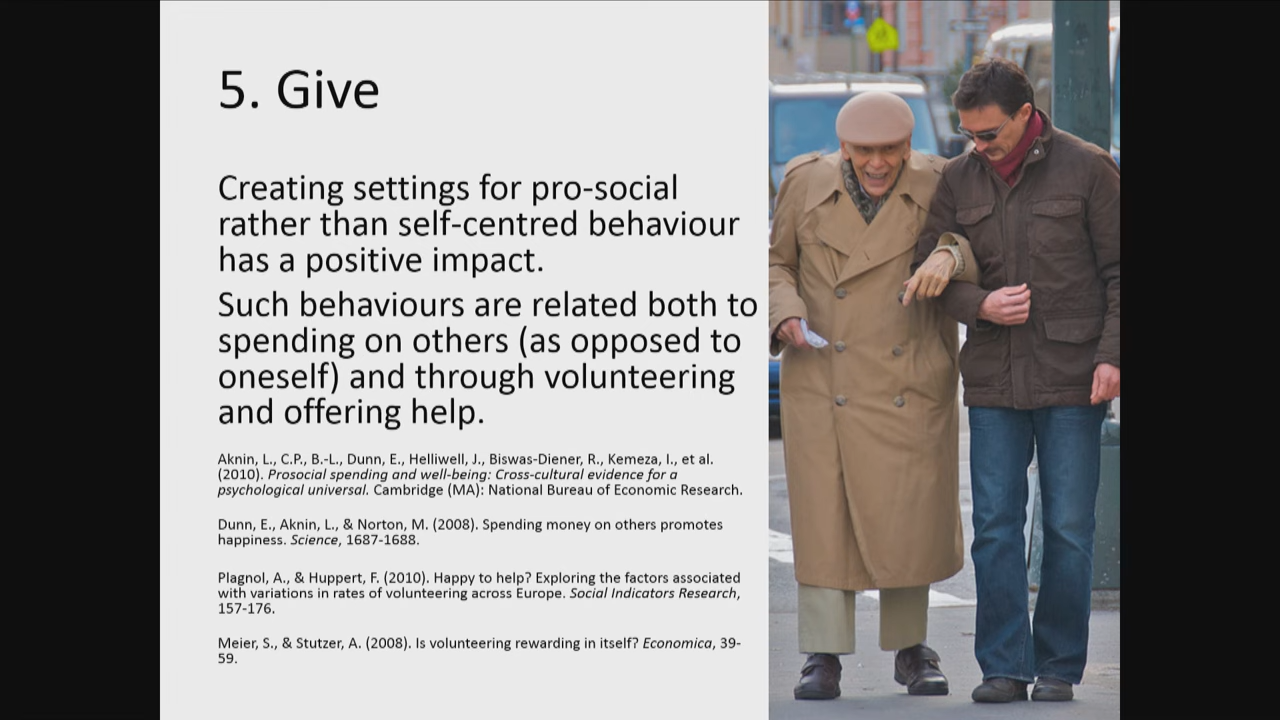 5. Give
Creating settings for pro-social
rather than self-centred behaviour
has a positive impact.
Such behaviours are related both to
spending on others (as opposed to
oneself) and through volunteering
and offering help.
Aknin, L., C.P., B.-L., Dunn, E., Helliwell, J., Biswas-Diener, R., Kemeza, I., et al.
(2010). Prosocial spending and well-being: Cross-cultural evidence for a
psychological universal. Cambridge (MA): National Bureau of Economic Research.
Dunn, E., Aknin, L., & Norton, M. (2008). Spending money on others promotes
happiness. Science, 1687-1688.
Plagnol, A., & Huppert, F. (2010). Happy to help? Exploring the factors associated
with variations in rates of volunteering across Europe. Social Indicators Research,
157-176.
Meier, S., & Stutzer, A. (2008). Is volunteering rewarding in itself? Economica, 39-
59.